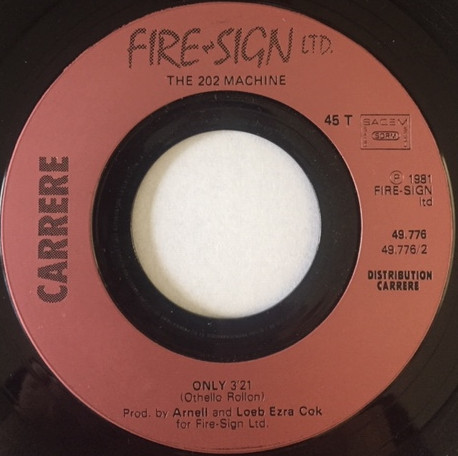 FIRE SIGN LTD.
THE 202 MACHINE
45 T
SACEM
SDRM
℗ 1981
FIRE-SIGN
ltd
49.776
49.776/2
DISTRIBUTION
CARRERE
CARRERE
ONLY 3'21
(Othello Rollon)
Prod. by Arnell and Loeb Ezra Cok
for Fire-Sign Ltd.